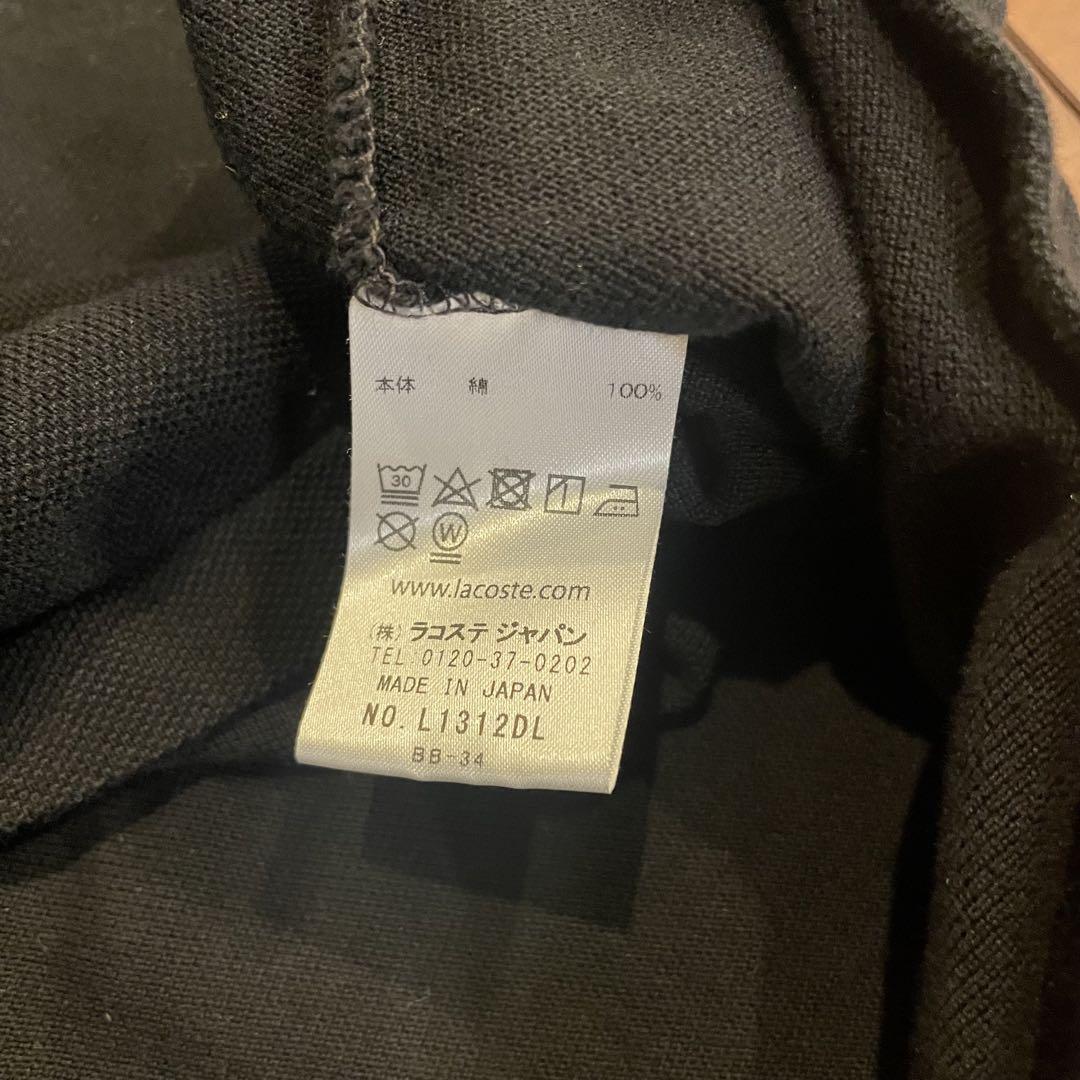 本体 綿 100%
30
W
www.lacoste.com
(株) ラコステ ジャパン
TEL:0120-37-0202
MADE IN JAPAN
NO. L1312DL
BB-34